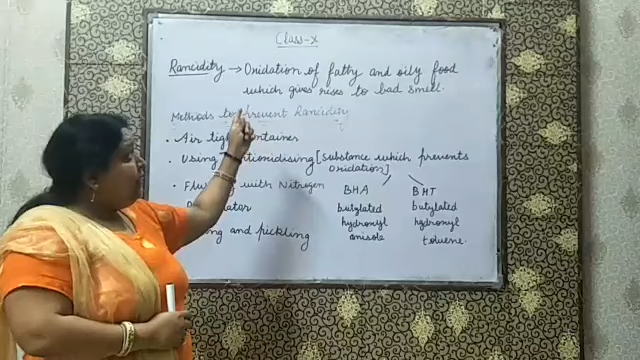 Class-X
Rancidity → Oxidation of fatty and oily food
which gives rises to bad smell.
Methods to Prevent Rancidity
• Air tight container
• Using Antioxidising [substance which prevents
oxidation]
• Flushing with Nitrogen
BHA
BHT
butylated
hydroxyl
anisole
butylated
hydroxyl
toluene.
and pickling